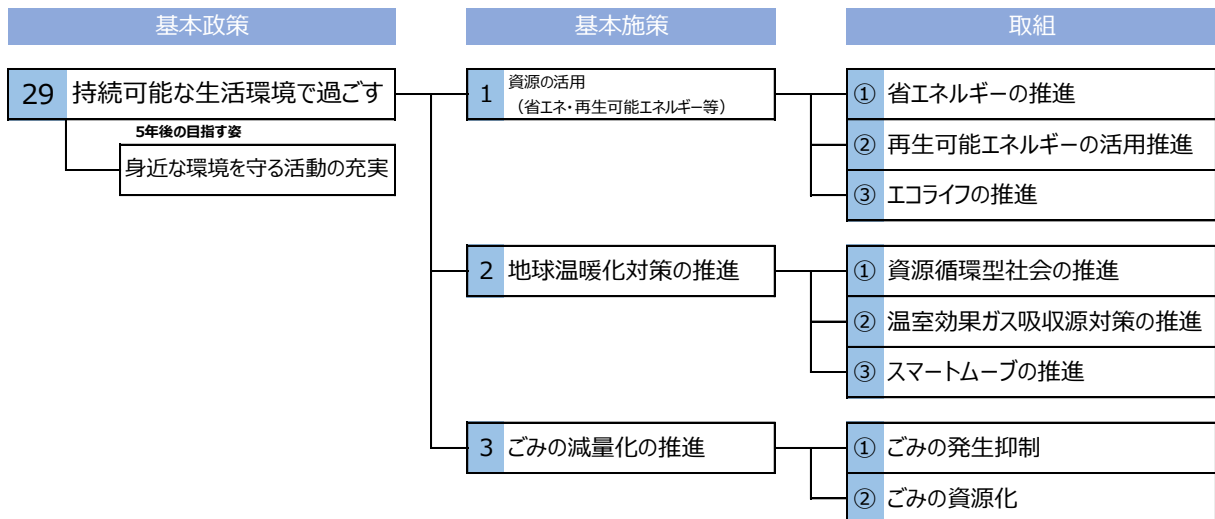 基本政策
基本施策
取組
29 持続可能な生活環境で過ごす
5年後の目指す姿
身近な環境を守る活動の充実
1 資源の活用
（省エネ・再生可能エネルギー等）
① 省エネルギーの推進
② 再生可能エネルギーの活用推進
③ エコライフの推進
2 地球温暖化対策の推進
① 資源循環型社会の推進
② 温室効果ガス吸収源対策の推進
③ スマートムーブの推進
3 ごみの減量化の推進
① ごみの発生抑制
② ごみの資源化